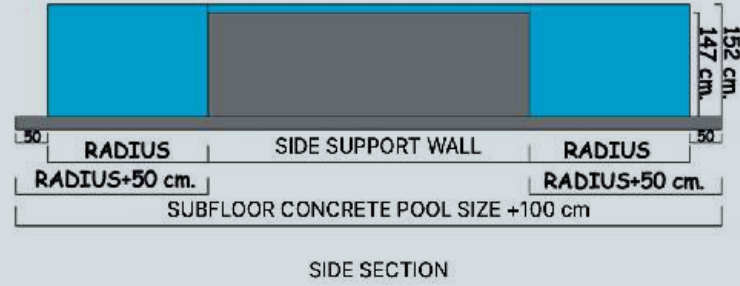 147 cm.
152 cm.
50 RADIUS SIDE SUPPORT WALL RADIUS 50
RADIUS+50 cm. RADIUS+50 cm.
SUBFLOOR CONCRETE POOL SIZE +100 cm
SIDE SECTION